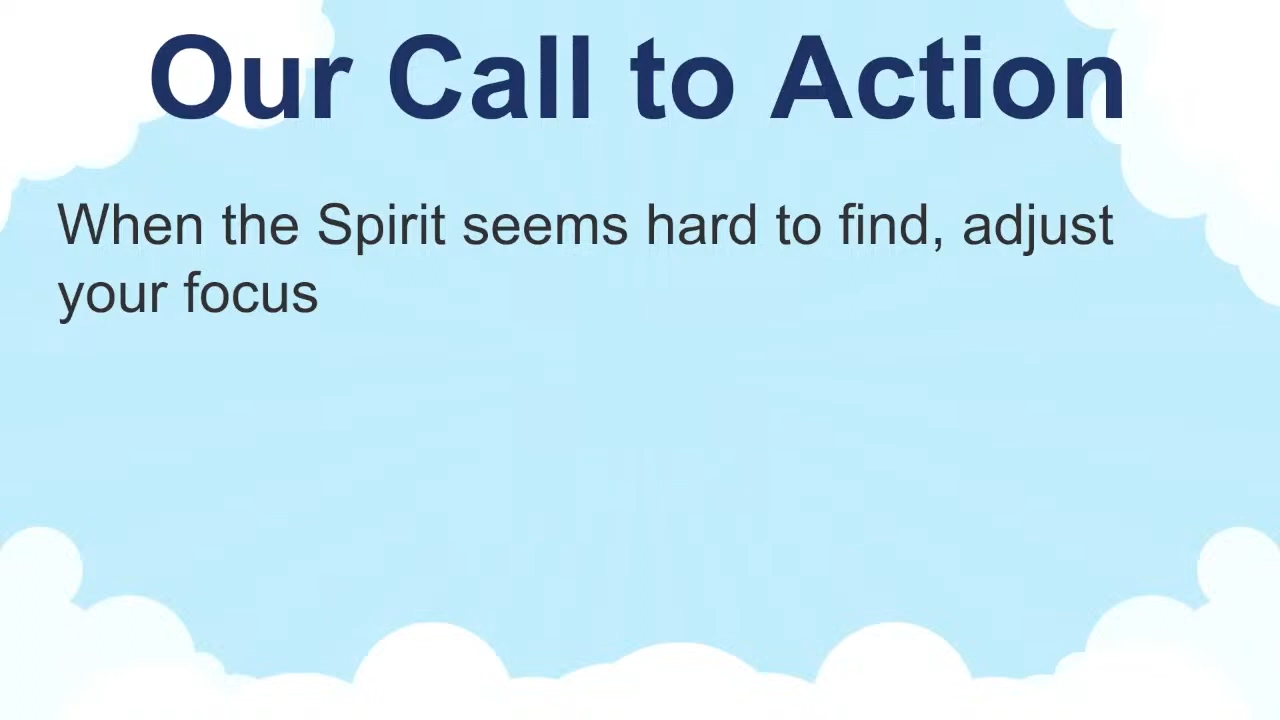 Our Call to Action
When the Spirit seems hard to find, adjust
your focus